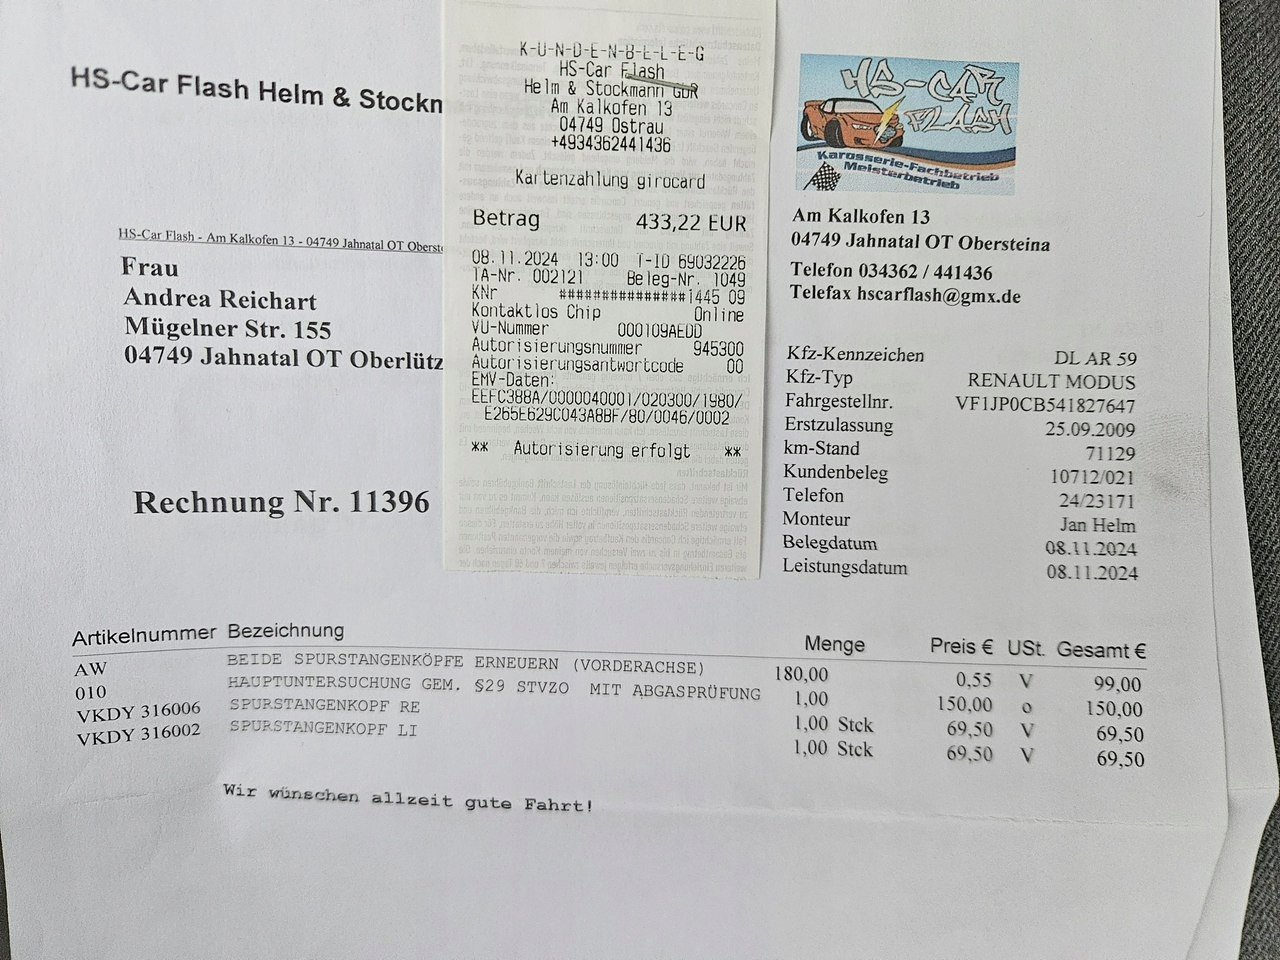 HS-Car Flash Helm & Stockm
K-U-N-D-E-N-B-E-L-E-G
HS-Car Flash
Helm & Stockmann GbR
Am Kalkofen 13
04749 Ostrau
+4934362441436
Kartenzahlung girocard
Betrag 433,22 EUR
08.11.2024 13:00 T-ID 69032226
TA-Nr. 002121 Beleg-Nr. 1049
KNr ###############1445 09
Kontaktlos Chip Online
VU-Nummer 000109AEDD
Autorisierungsnummer 945300
Autorisierungsantwortcode 00
EMV-Daten:
EEFC388A/0000040001/020300/1980/
E265E629C043A8BF/80/0046/0002
** Autorisierung erfolgt **
HS-CAR
FLASH
Karosserie-Fachbetrieb
Meisterbetrieb
Am Kalkofen 13
04749 Jahnatal OT Obersteina
Telefon 034362 / 441436
Telefax hscarflash@gmx.de
HS-Car Flash - Am Kalkofen 13 - 04749 Jahnatal OT Oberste
Frau
Andrea Reichart
Mügelner Str. 155
04749 Jahnatal OT Oberlütz
Kfz-Kennzeichen DL AR 59
Kfz-Typ RENAULT MODUS
Fahrgestellnr. VF1JP0CB541827647
Erstzulassung 25.09.2009
km-Stand 71129
Kundenbeleg 10712/021
Telefon 24/23171
Monteur Jan Helm
Belegdatum 08.11.2024
Leistungsdatum 08.11.2024
Rechnung Nr. 11396
Artikelnummer Bezeichnung Menge Preis € USt. Gesamt €
AW BEIDE SPURSTANGENKÖPFE ERNEUERN (VORDERACHSE) 180,00 0,55 V 99,00
010 HAUPTUNTERSUCHUNG GEM. §29 STVZO MIT ABGASPRÜFUNG 1,00 150,00 o 150,00
VKDY 316006 SPURSTANGENKOPF RE 1,00 Stck 69,50 V 69,50
VKDY 316002 SPURSTANGENKOPF LI 1,00 Stck 69,50 V 69,50
Wir wünschen allzeit gute Fahrt!